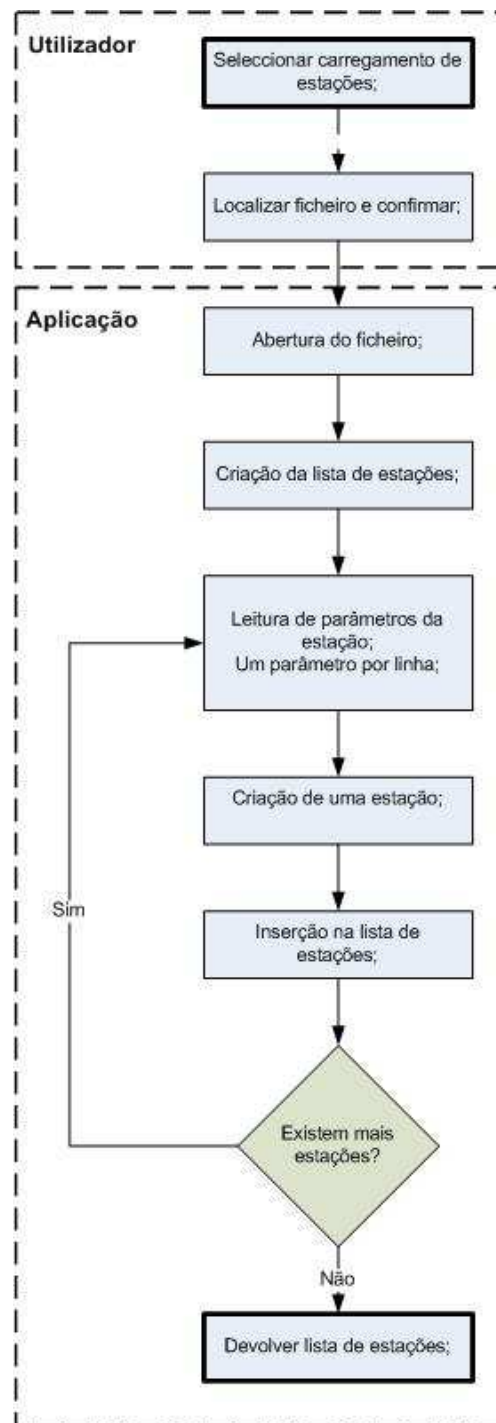 Utilizador
Seleccionar carregamento de
estações;
Localizar ficheiro e confirmar;
Aplicação
Abertura do ficheiro;
Criação da lista de estações;
Leitura de parâmetros da
estação;
Um parâmetro por linha;
Criação de uma estação;
Sim
Inserção na lista de
estações;
Existem mais
estações?
Não
Devolver lista de estações;